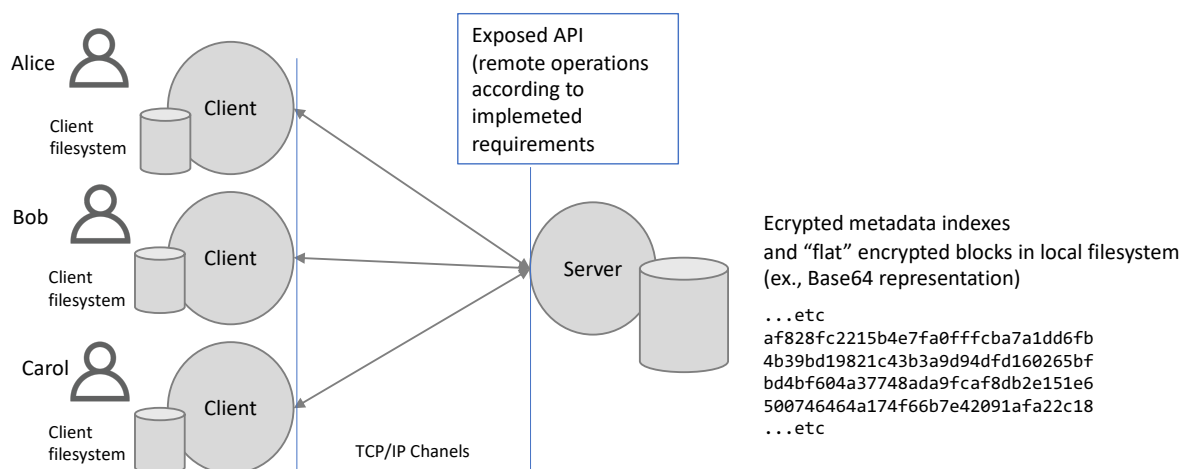 Alice
Client
Client
filesystem
Bob
Client
Client
filesystem
Carol
Client
Client
filesystem
TCP/IP Chanels
Exposed API
(remote operations
according to
implemeted
requirements
Server
Ecrypted metadata indexes
and “flat” encrypted blocks in local filesystem
(ex., Base64 representation)
...etc
af828fc2215b4e7fa0fffcba7a1dd6fb
4b39bd19821c43b3a9d94dfd160265bf
bd4bf604a37748ada9fcaf8db2e151e6
500746464a174f66b7e42091afa22c18
...etc